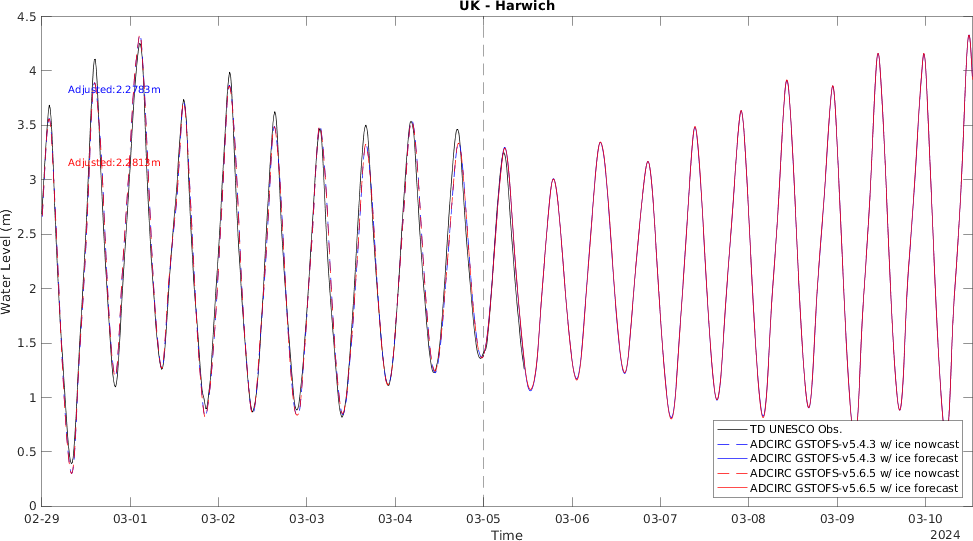 UK - Harwich
4.5
4
3.5
3
2.5
2
1.5
1
0.5
0
Water Level (m)
Adjusted:2.2783m
Adjusted:2.2813m
TD UNESCO Obs.
ADCIRC GSTOFS-v5.4.3 w/ ice nowcast
ADCIRC GSTOFS-v5.4.3 w/ ice forecast
ADCIRC GSTOFS-v5.6.5 w/ ice nowcast
ADCIRC GSTOFS-v5.6.5 w/ ice forecast
02-29 03-01 03-02 03-03 03-04 03-05 03-06 03-07 03-08 03-09 03-10
Time
2024